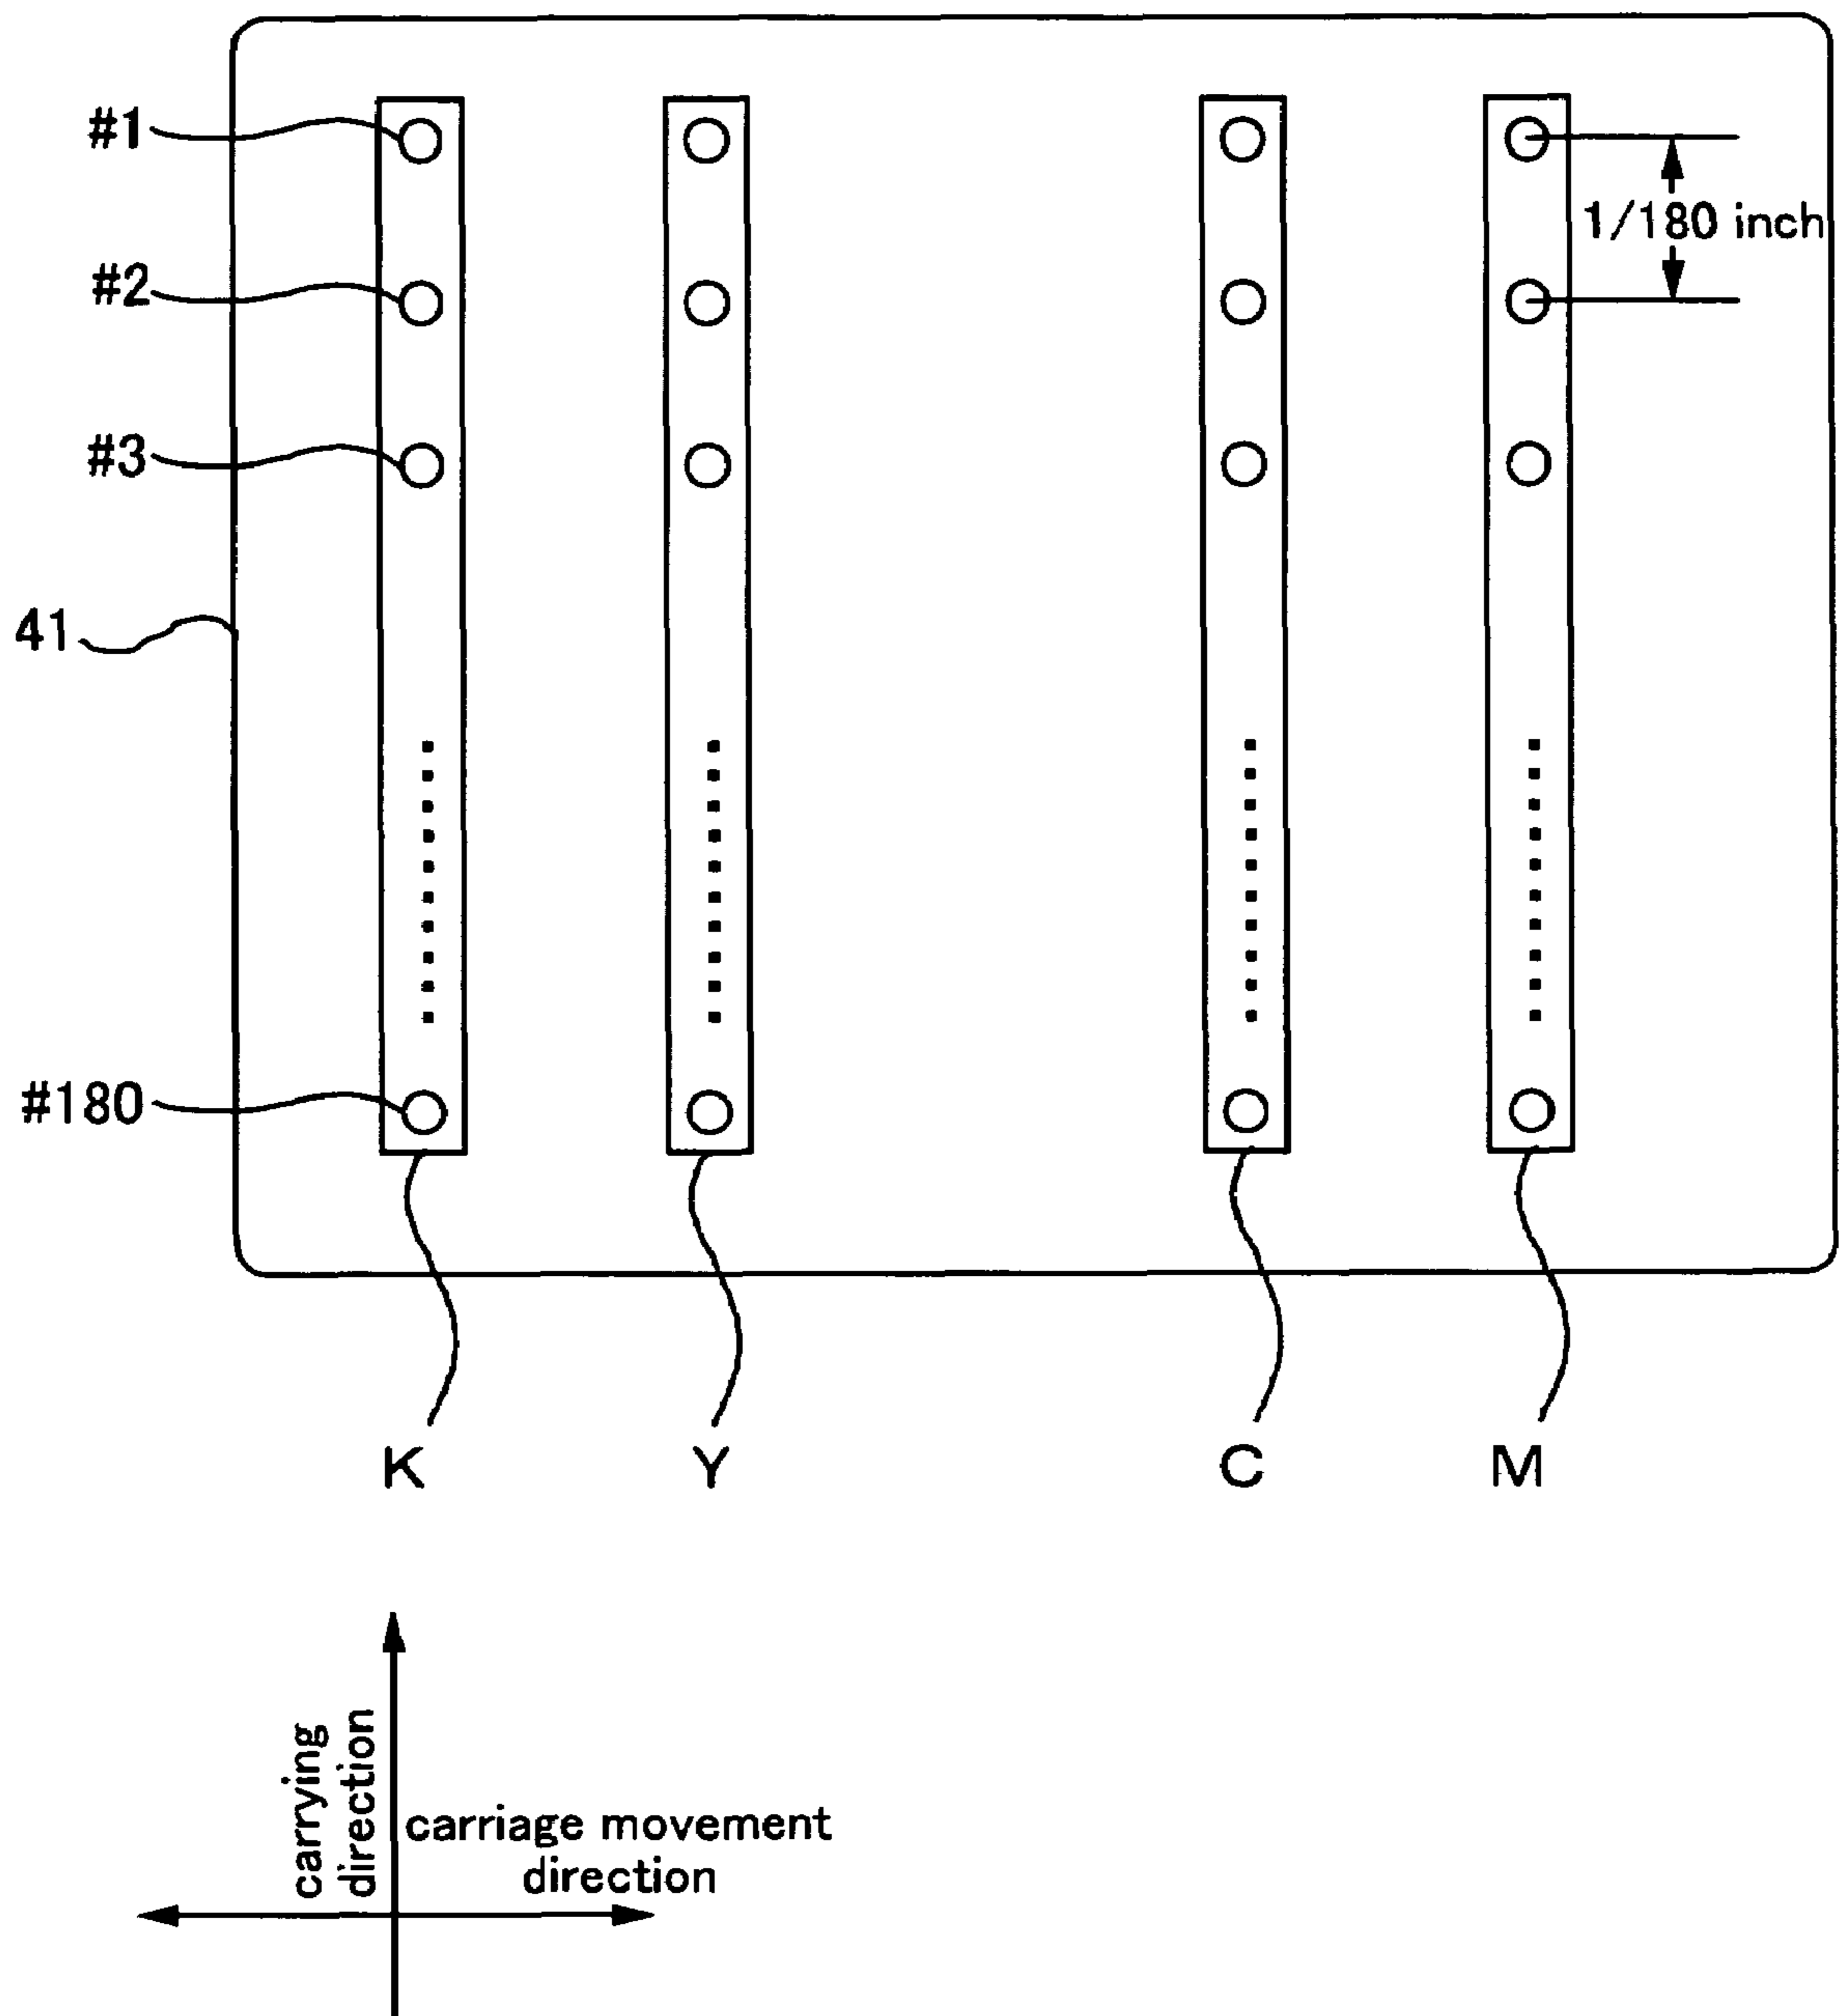 #1
1/180 inch
#2
#3
41
#180
K
Y
C
M
carrying
direction
carriage movement
direction